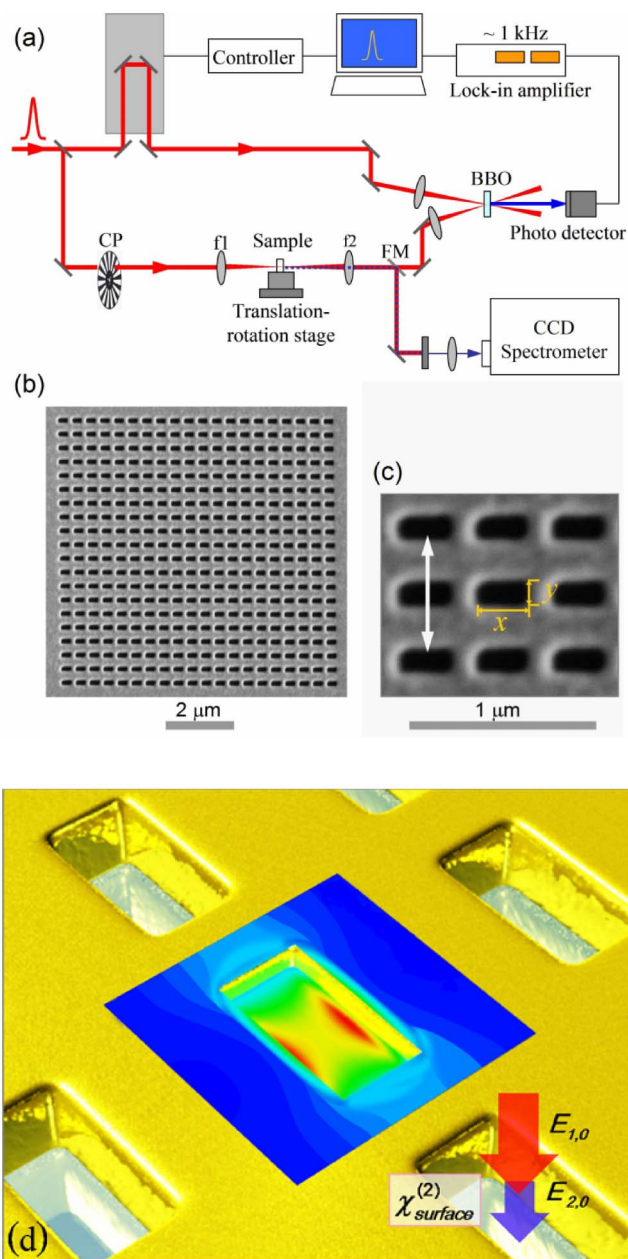 (a)
Controller
~ 1 kHz
Lock-in amplifier
BBO
Photo detector
CP
f1
Sample
f2
FM
Translation-
rotation stage
CCD
Spectrometer
(b)
2 μm
(c)
x
y
1 μm
E1,0
E2,0
χ(2)surface
(d)